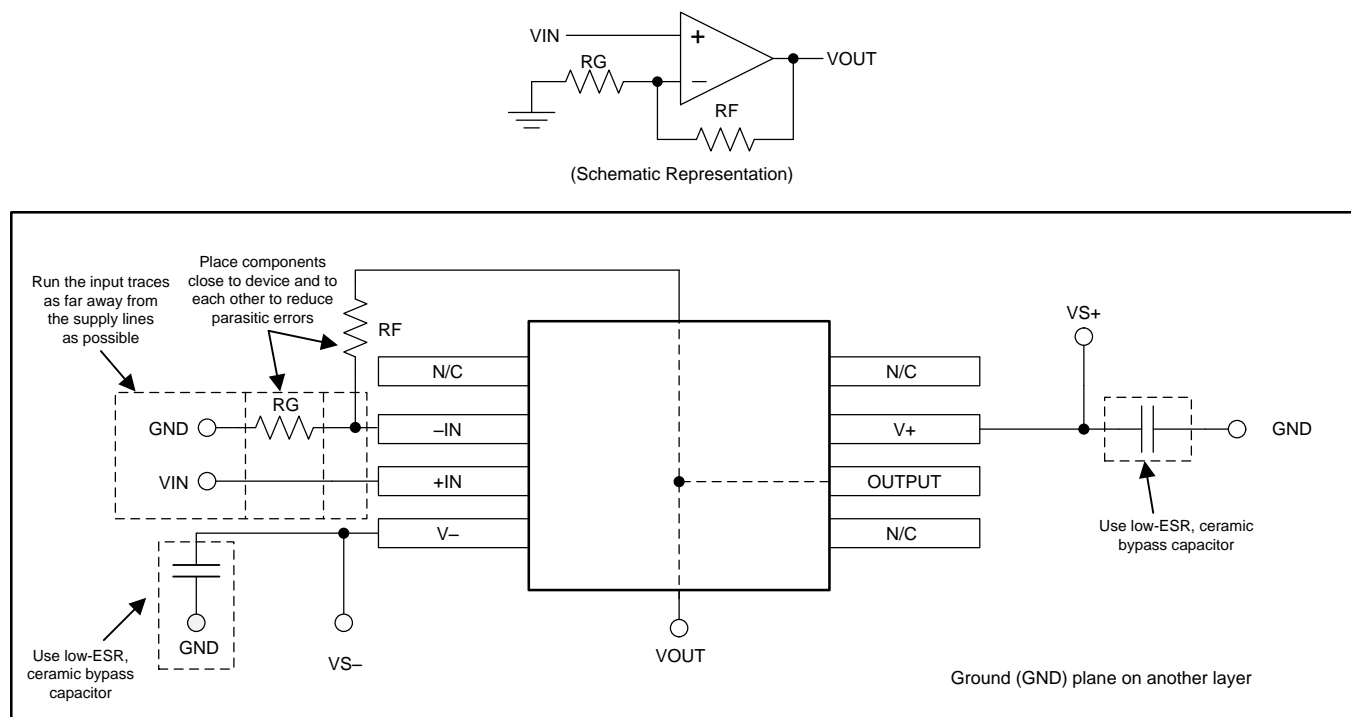 VIN
+
RG
−
VOUT
RF
(Schematic Representation)
Run the input traces
as far away from
the supply lines
as possible
Place components
close to device and to
each other to reduce
parasitic errors
RF
VS+
N/C
N/C
RG
GND
–IN
V+
GND
VIN
+IN
OUTPUT
V–
N/C
Use low-ESR, ceramic
bypass capacitor
GND
Use low-ESR,
ceramic bypass
capacitor
VS–
VOUT
Ground (GND) plane on another layer